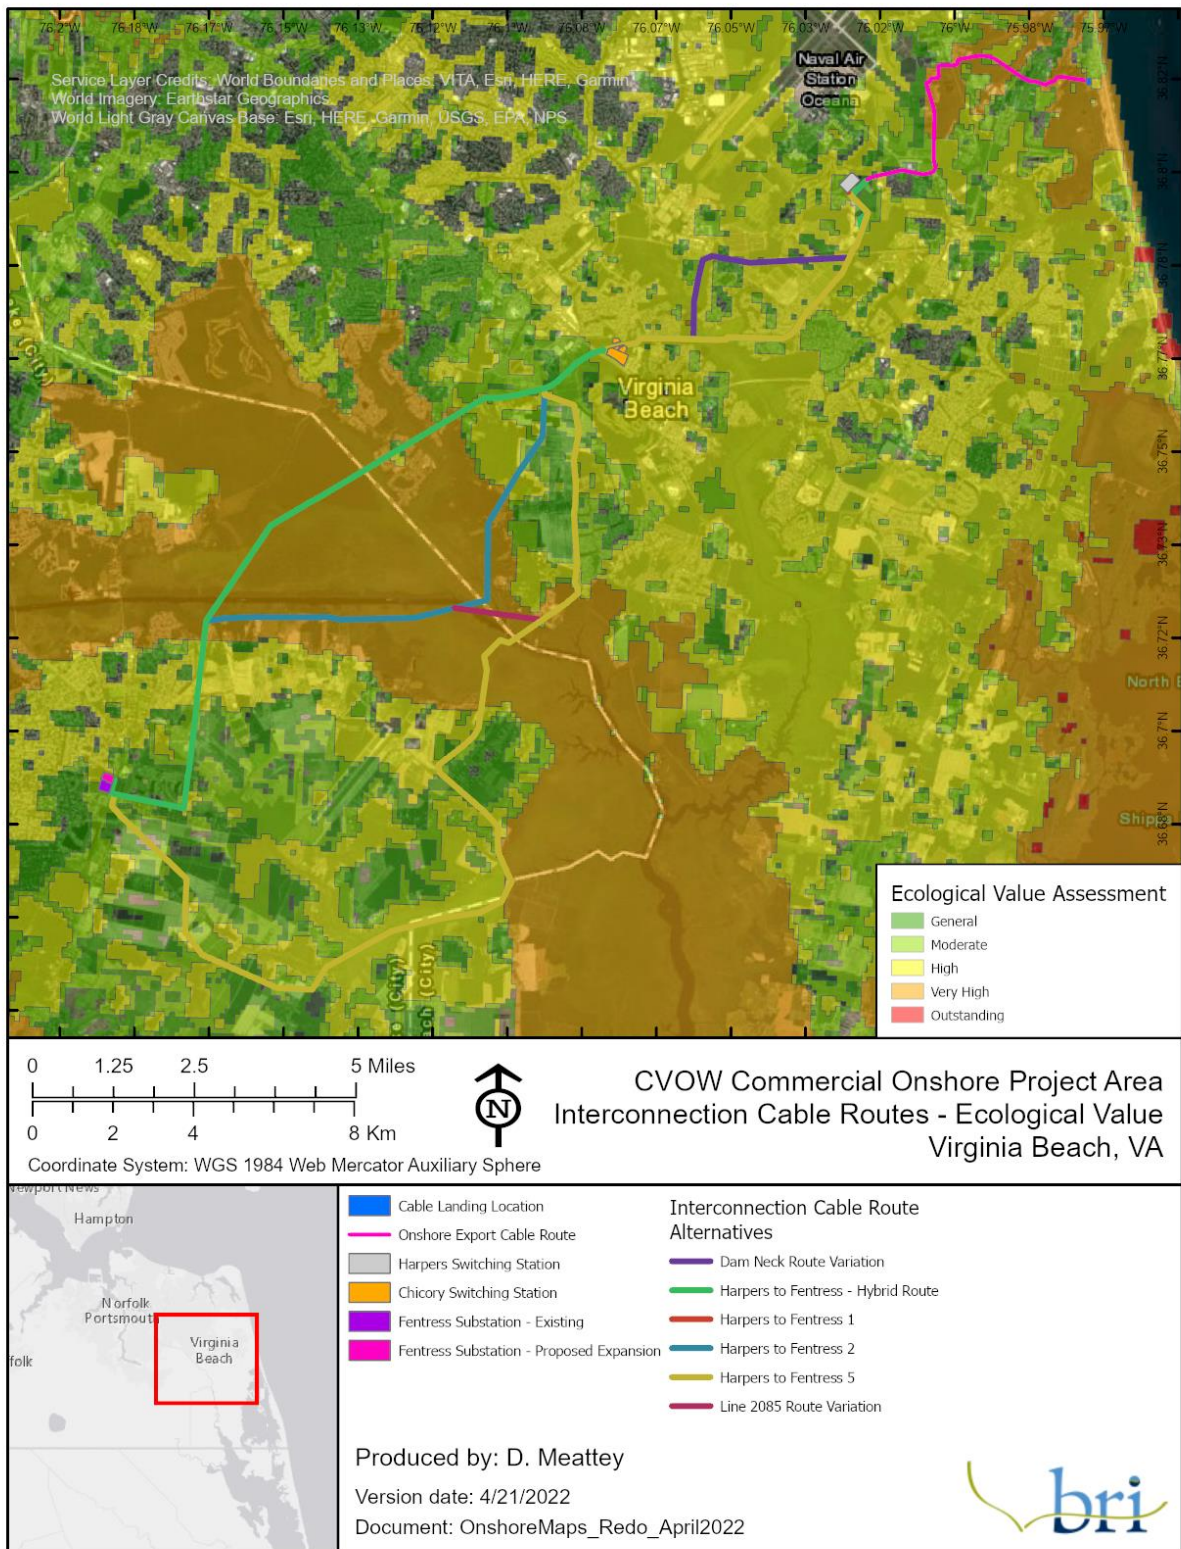 76.2°W 76.18°W 76.17°W 76.15°W 76.13°W 76.12°W 76.1°W 76.08°W 76.07°W 76.05°W 76.03°W 76.02°W 76°W 75.98°W 75.97°W
Service Layer Credits: World Boundaries and Places: VITA, Esri, HERE, Garmin
World Imagery: Earthstar Geographics
World Light Gray Canvas Base: Esri, HERE, Garmin, USGS, EPA, NPS
Naval Air
Station
Oceana
36.82°N
36.8°N
36.78°N
36.77°N
36.75°N
36.73°N
36.72°N
36.7°N
36.68°N
Virginia
Beach
(City)
North
Shipp
(City)
ch (City)
Ecological Value Assessment
General
Moderate
High
Very High
Outstanding
0 1.25 2.5 5 Miles
0 2 4 8 Km
N
Coordinate System: WGS 1984 Web Mercator Auxiliary Sphere
CVOW Commercial Onshore Project Area
Interconnection Cable Routes - Ecological Value
Virginia Beach, VA
Newport News
Hampton
Norfolk
Portsmouth
Virginia
Beach
folk
Cable Landing Location
Onshore Export Cable Route
Harpers Switching Station
Chicory Switching Station
Fentress Substation - Existing
Fentress Substation - Proposed Expansion
Interconnection Cable Route
Alternatives
Dam Neck Route Variation
Harpers to Fentress - Hybrid Route
Harpers to Fentress 1
Harpers to Fentress 2
Harpers to Fentress 5
Line 2085 Route Variation
Produced by: D. Meattey
Version date: 4/21/2022
Document: OnshoreMaps_Redo_April2022
bri